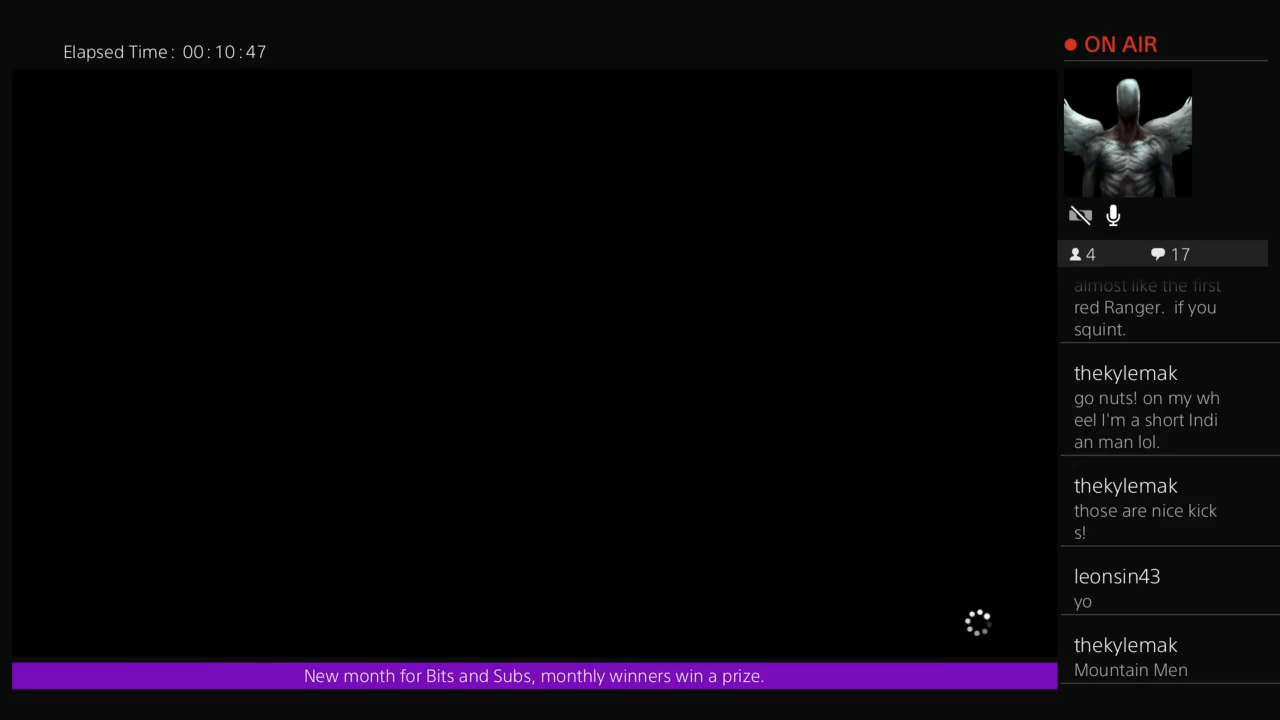 Elapsed Time: 00:10:47
ON AIR
4 17
almost like the first
red Ranger. if you
squint.
thekylemak
go nuts! on my wh
eel I'm a short Indi
an man lol.
thekylemak
those are nice kick
s!
leonsin43
yo
thekylemak
Mountain Men
New month for Bits and Subs, monthly winners win a prize.